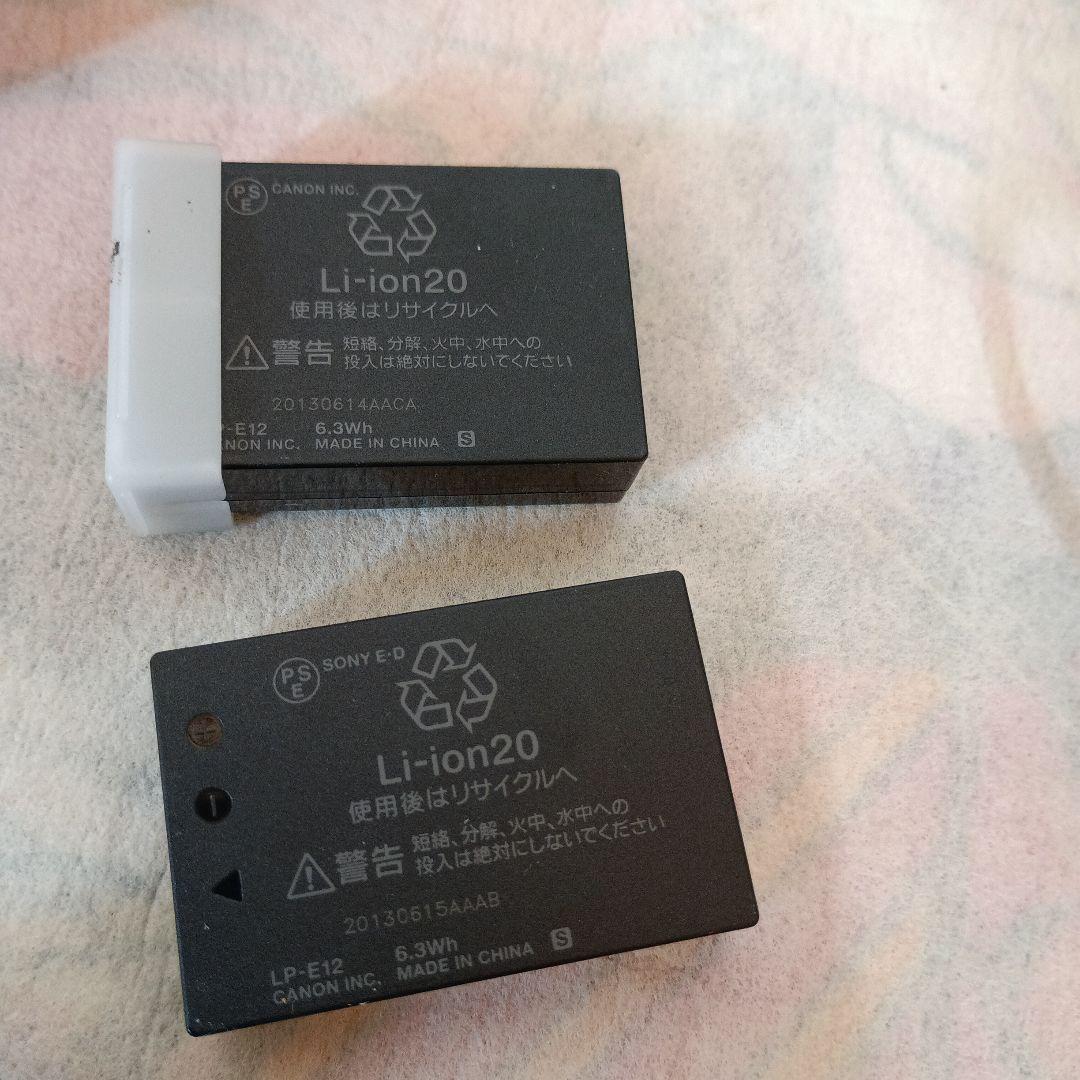 PSE CANON INC.
Li-ion20
使用後はリサイクルへ
警告 短絡、分解、火中、水中への
投入は絶対にしないでください
20130614AACA
-E12 6.3Wh
NON INC. MADE IN CHINA S
PSE SONY E·D
Li-ion20
使用後はリサイクルへ
警告 短絡、分解、火中、水中への
投入は絶対にしないでください
20130615AAAB
LP-E12 6.3Wh
CANON INC. MADE IN CHINA S